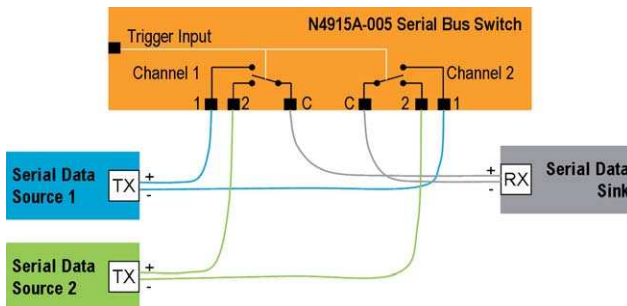 N4915A-005 Serial Bus Switch
Trigger Input
Channel 1
Channel 2
1 2 C C 2 1
Serial Data
Source 1
TX
+
-
+
-
RX
Serial Data
Sink
Serial Data
Source 2
TX
+
-